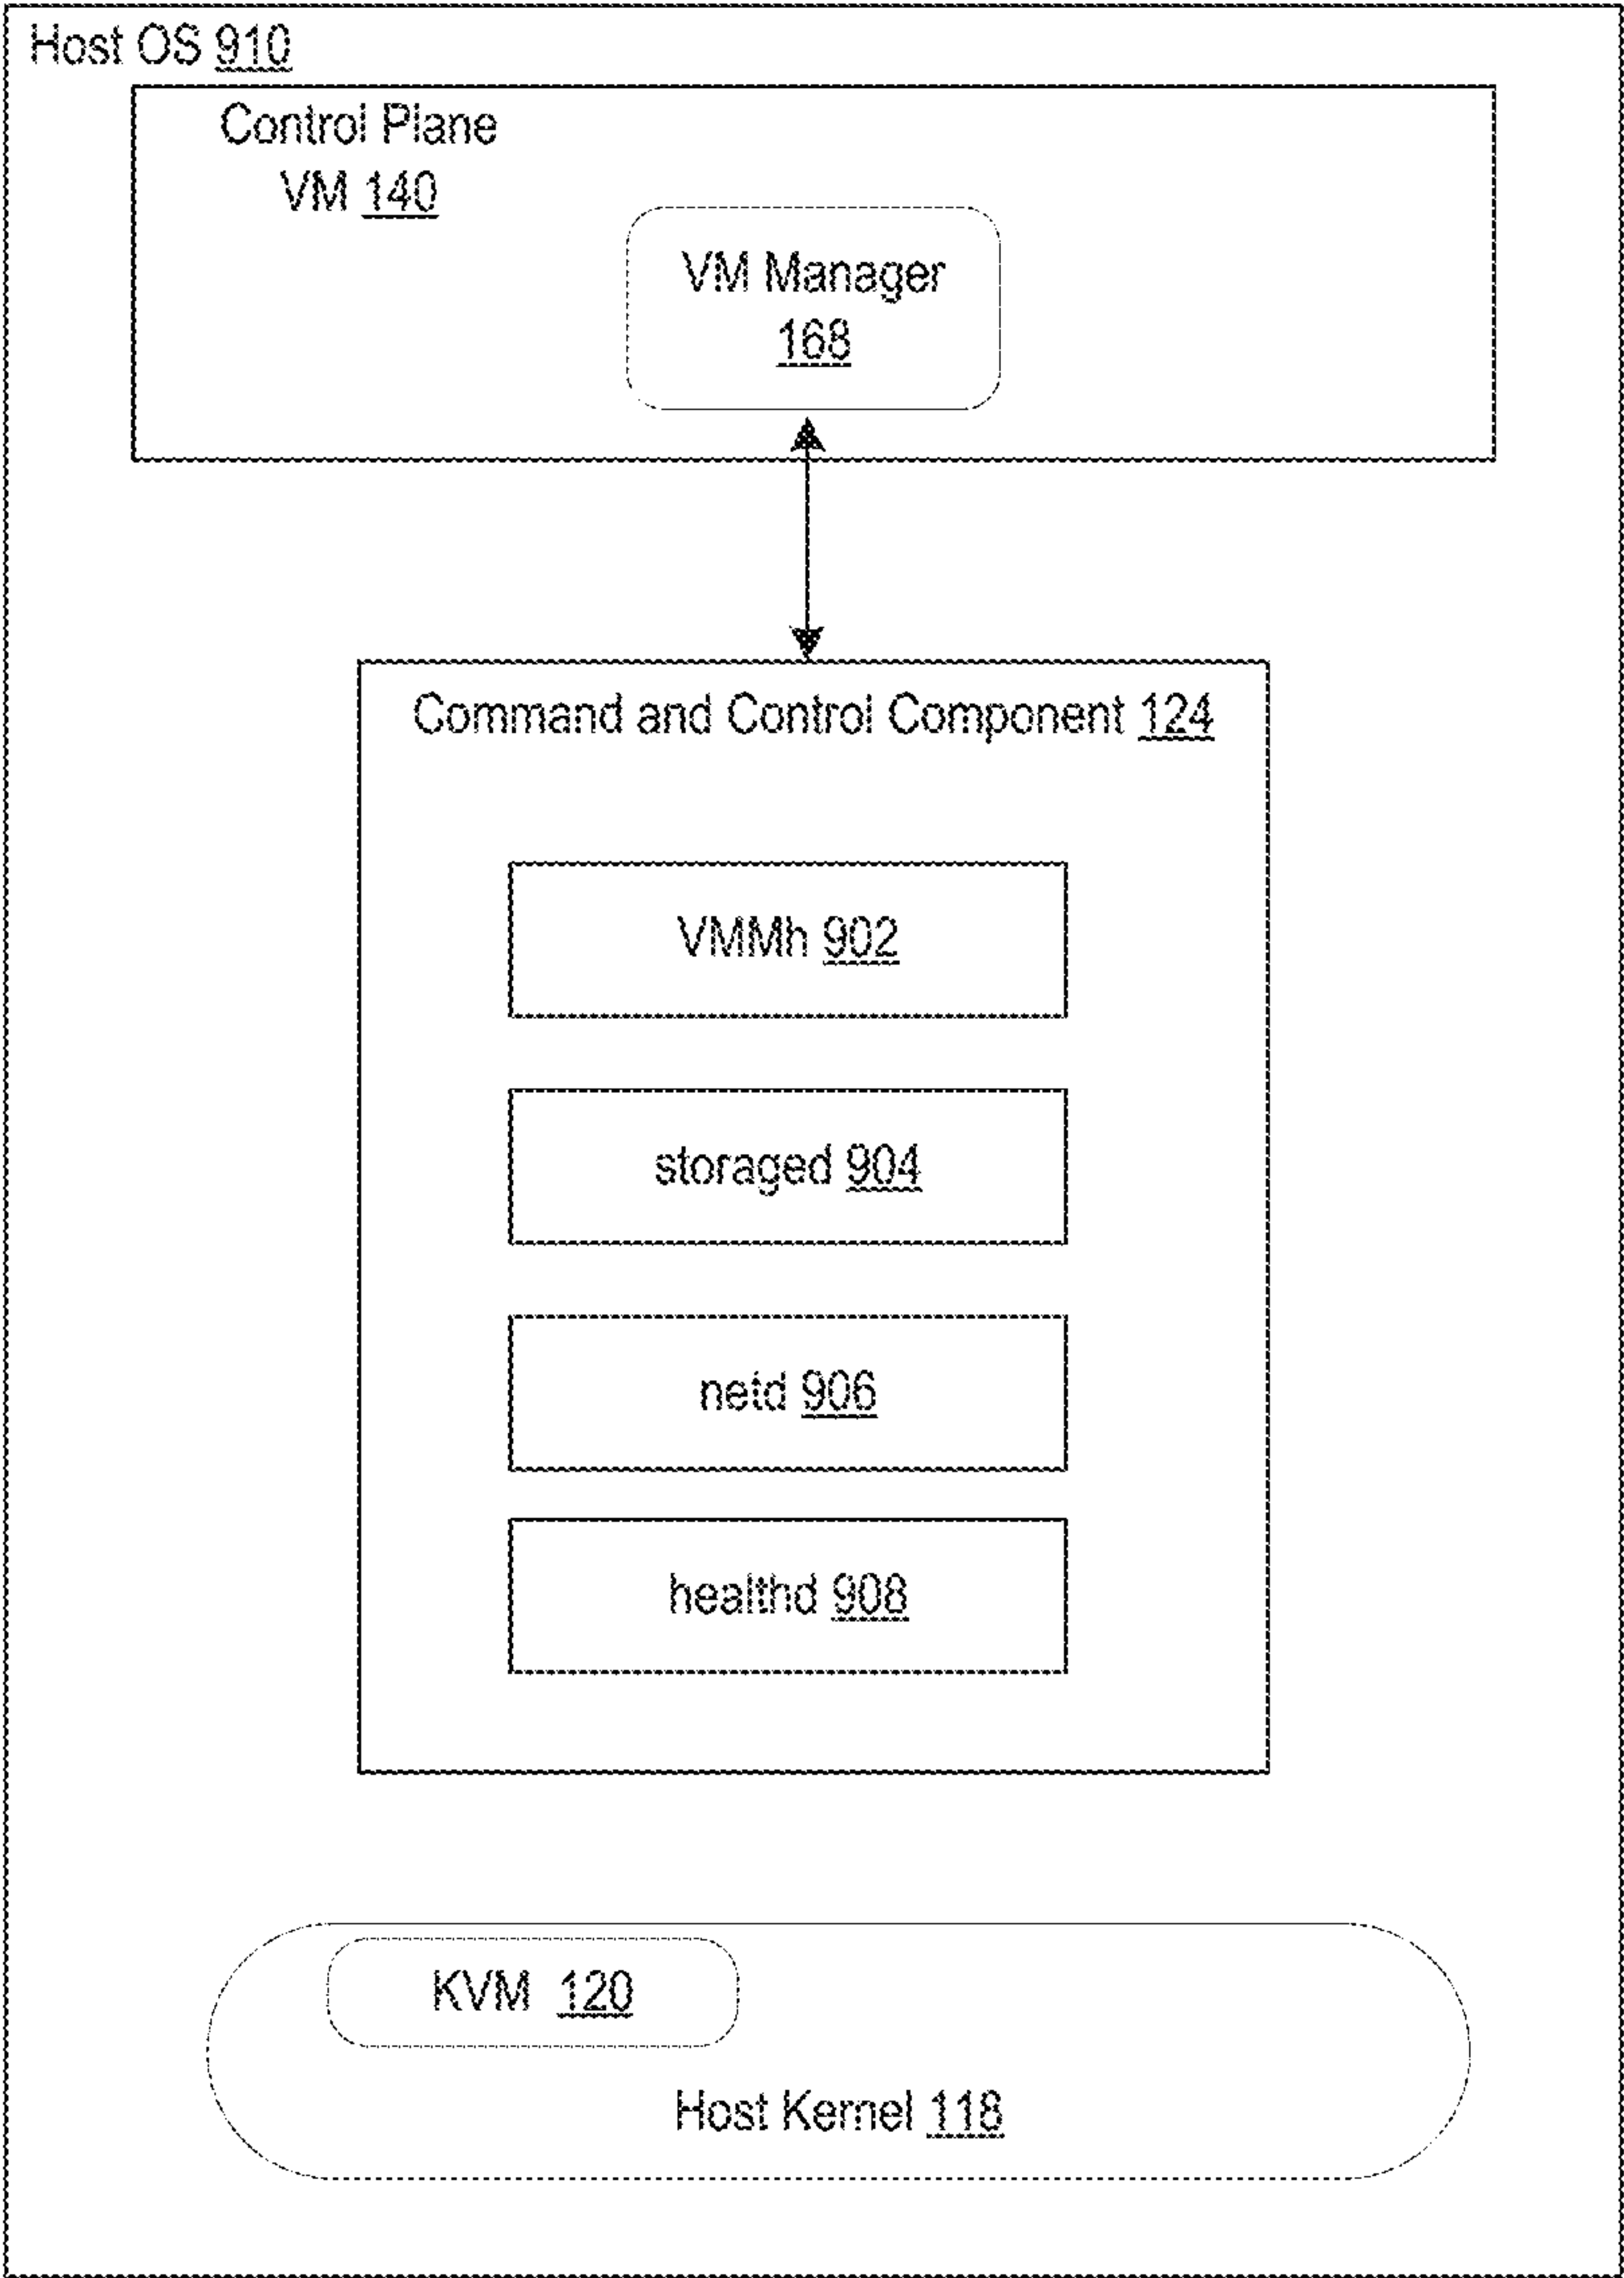 Host OS 910
Control Plane
VM 140
VM Manager
168
Command and Control Component 124
VMMh 902
storaged 904
netd 906
healthd 908
KVM 120
Host Kernel 118